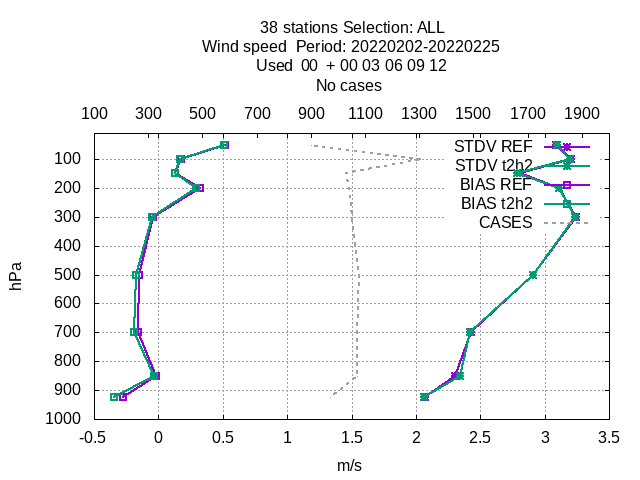 38 stations Selection: ALL
Wind speed  Period: 20220202-20220225
Used  00  + 00 03 06 09 12
No cases
100 300 500 700 900 1100 1300 1500 1700 1900
STDV REF
STDV t2h2
BIAS REF
BIAS t2h2
CASES
hPa
100
200
300
400
500
600
700
800
900
1000
-0.5 0 0.5 1 1.5 2 2.5 3 3.5
m/s